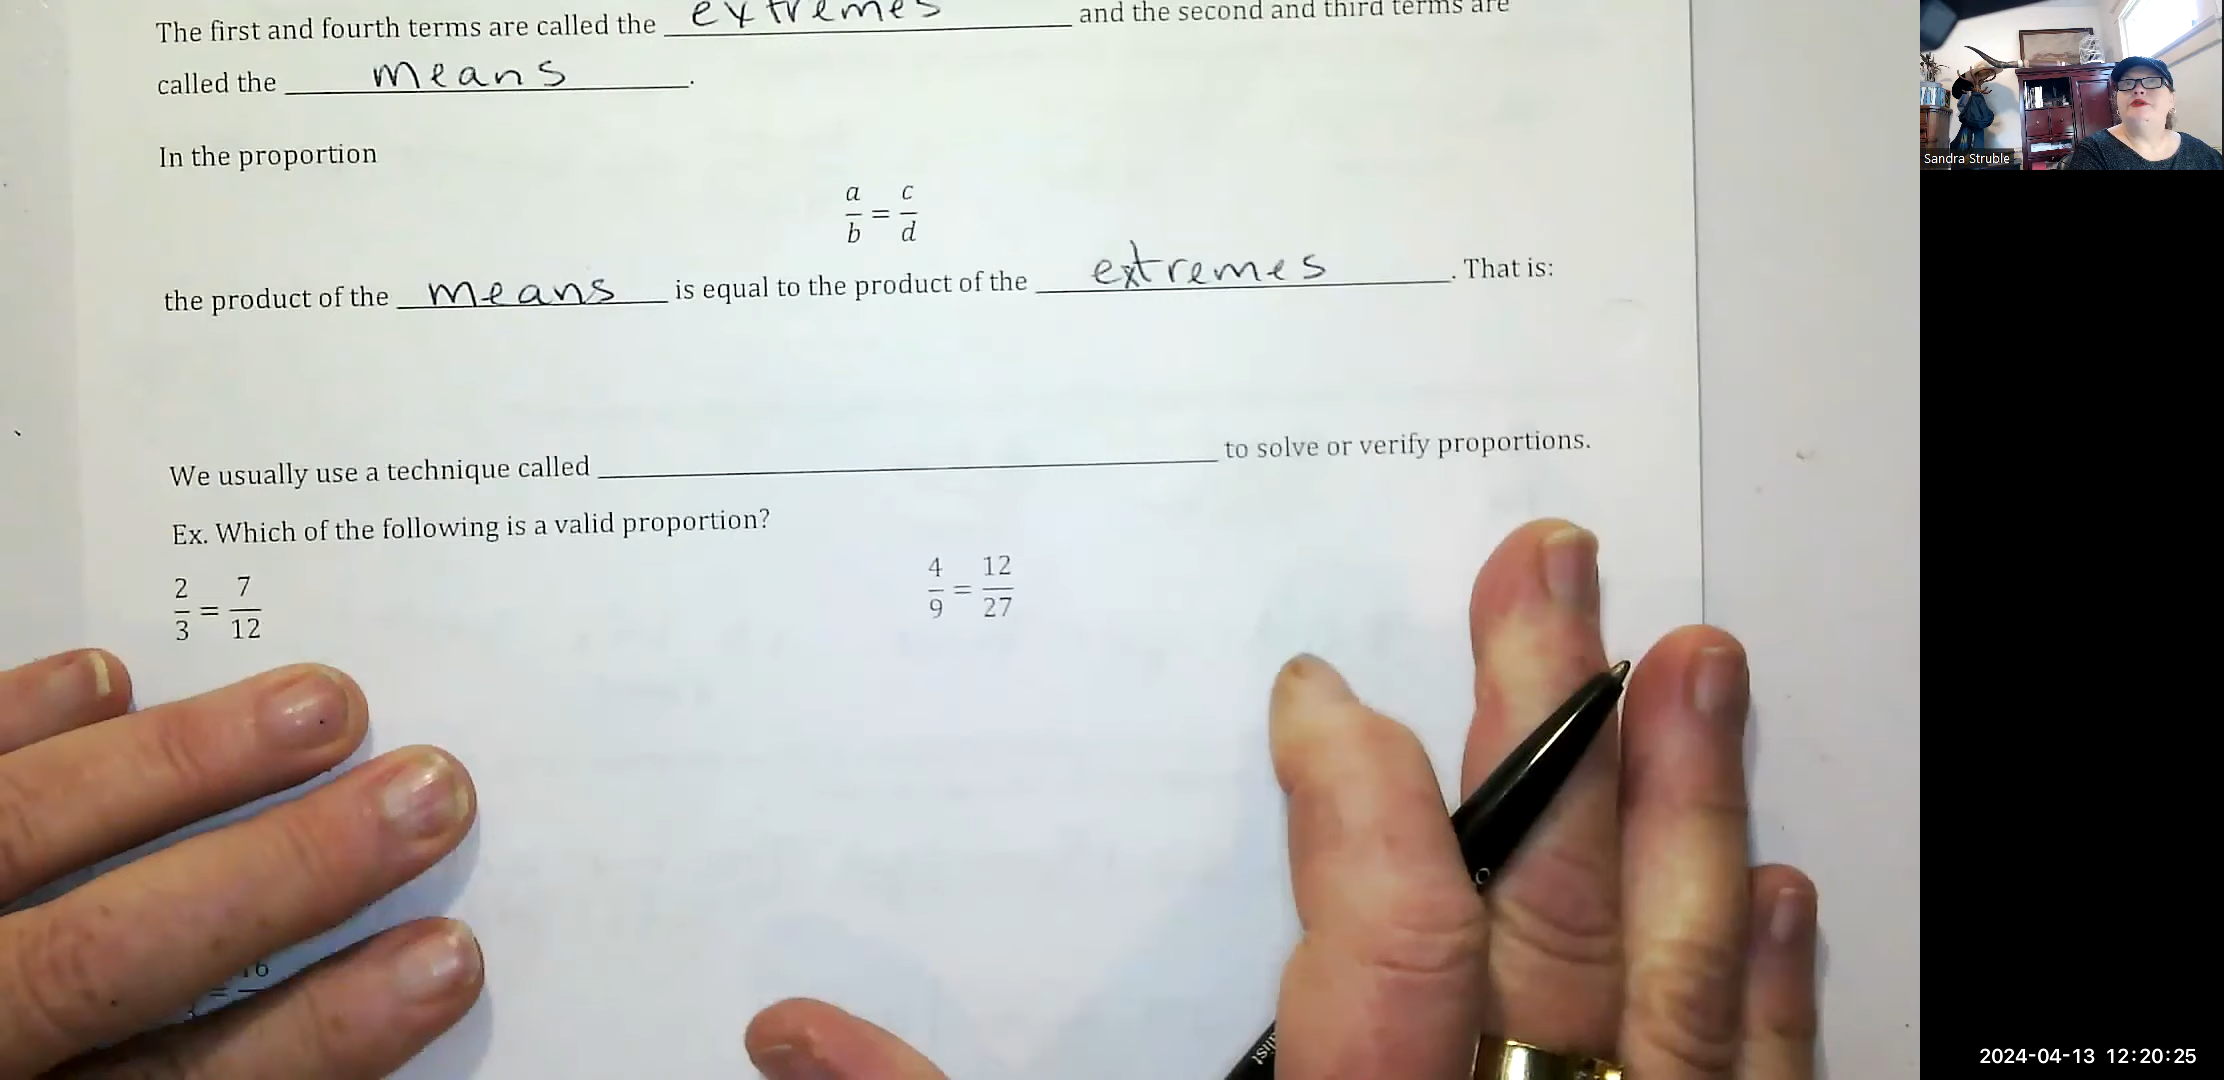 The first and fourth terms are called the extremes and the second and third terms are
called the means.
In the proportion
a/b = c/d
the product of the means is equal to the product of the extremes. That is:
We usually use a technique called ____ to solve or verify proportions.
Ex. Which of the following is a valid proportion?
2/3 = 7/12 4/9 = 12/27
16
=
Sandra Struble
2024-04-13 12:20:25